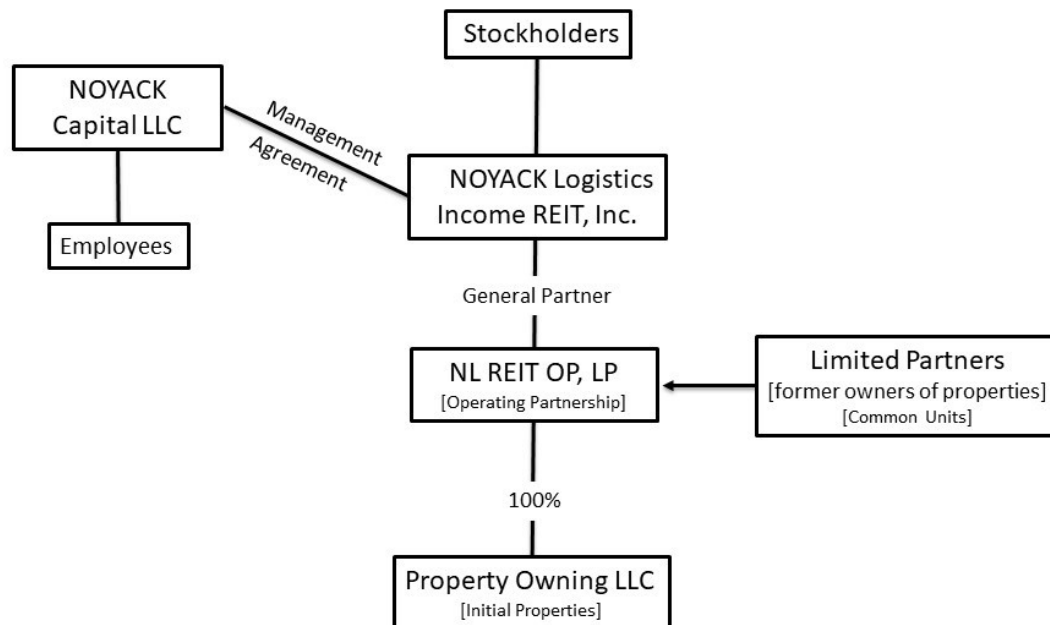 Stockholders
NOYACK
Capital LLC
Management
Agreement
NOYACK Logistics
Income REIT, Inc.
Employees
General Partner
NL REIT OP, LP
[Operating Partnership]
Limited Partners
[former owners of properties]
[Common Units]
100%
Property Owning LLC
[Initial Properties]